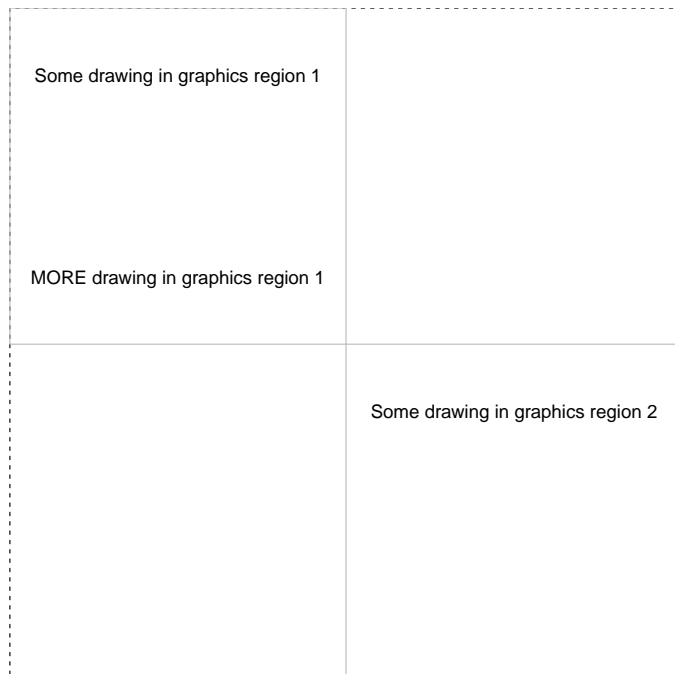 Some drawing in graphics region 1
MORE drawing in graphics region 1
Some drawing in graphics region 2